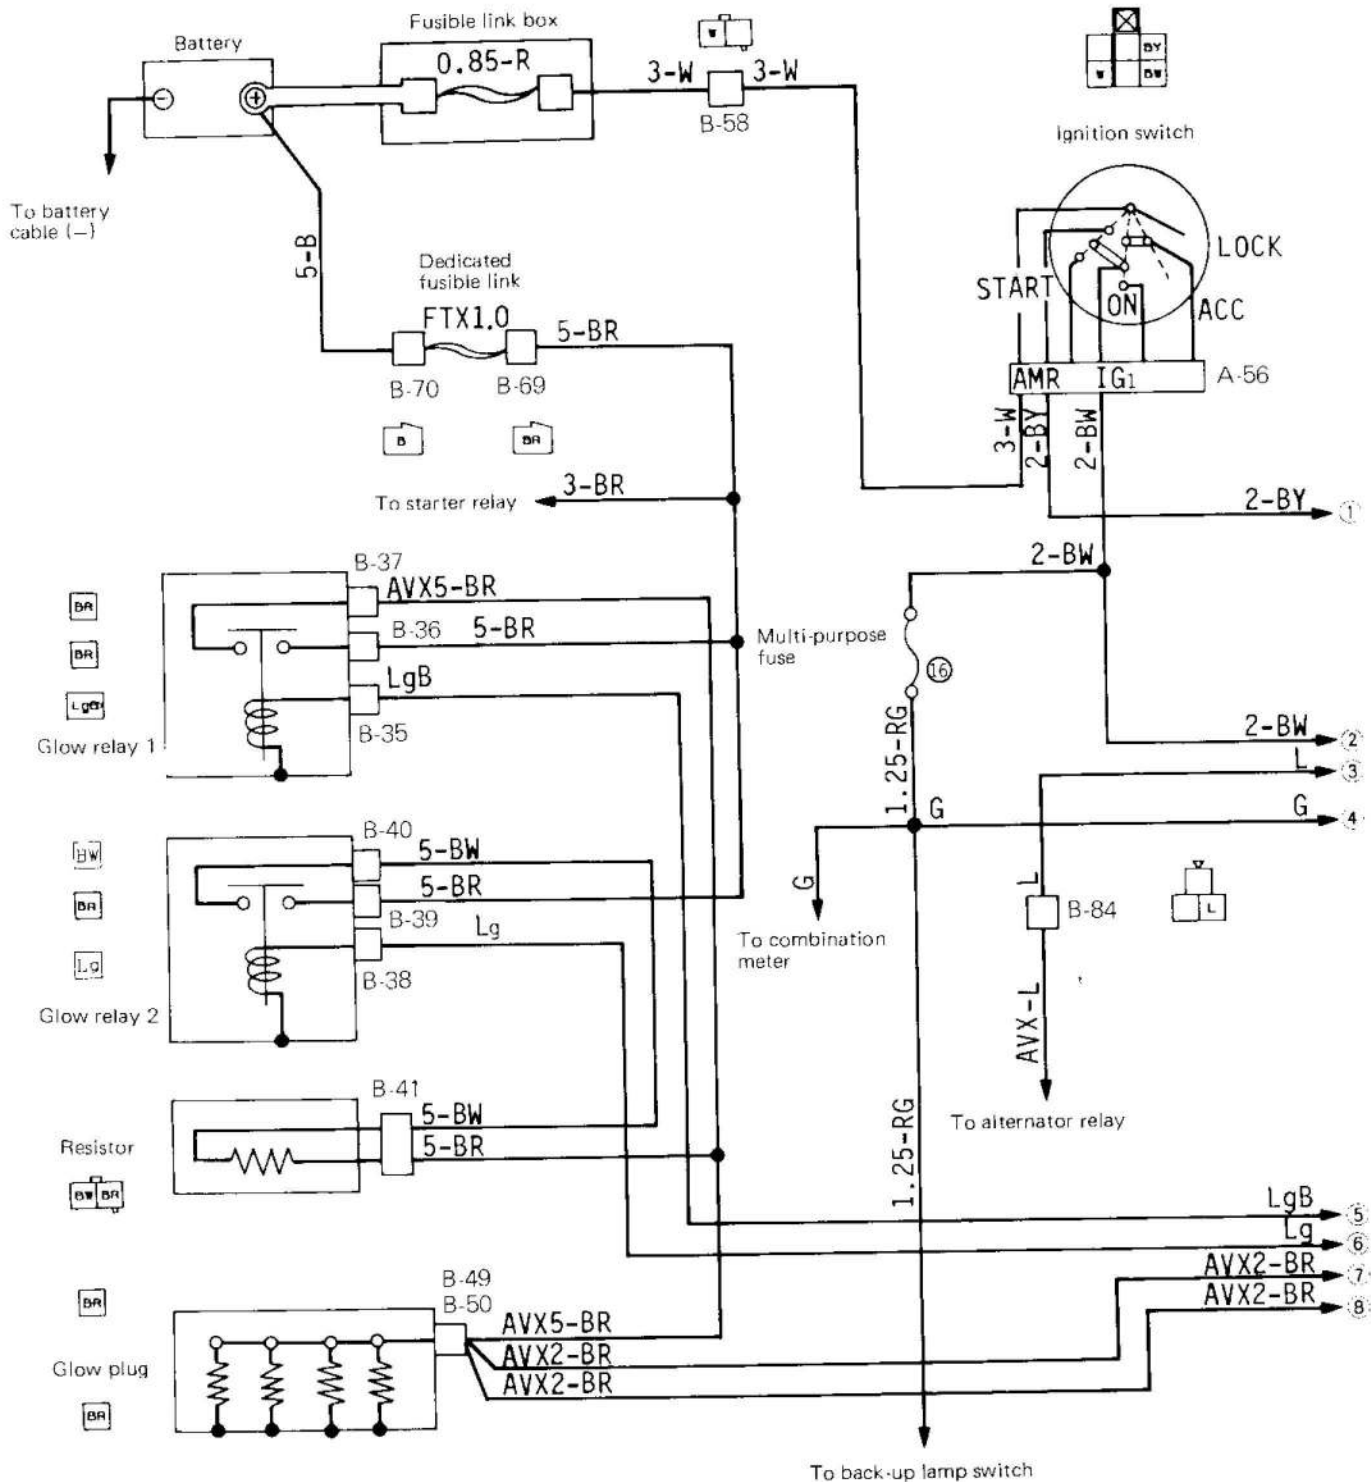 Fusible link box
Battery
W
0.85-R
3-W
3-W
B-58
BY
W
BW
Ignition switch
To battery
cable (−)
5-B
Dedicated
fusible link
FTX1.0
5-BR
B-70
B-69
B
BR
LOCK
START
ON
ACC
AMR
IG1
A-56
3-W
2-BY
2-BW
3-BR
To starter relay
2-BY
1
2-BW
B-37
AVX5-BR
BR
B-36
5-BR
BR
LgB
LgB
B-35
Glow relay 1
Multi-purpose
fuse
16
1.25-RG
2-BW
2
L
3
G
G
4
B-40
BW
5-BW
5-BR
BR
B-39
Lg
Lg
B-38
Glow relay 2
G
To combination
meter
L
B-84
L
AVX-L
To alternator relay
B-41
5-BW
5-BR
Resistor
BW
BR
1.25-RG
LgB
5
Lg
6
AVX2-BR
7
AVX2-BR
8
B-49
B-50
BR
AVX5-BR
AVX2-BR
AVX2-BR
Glow plug
BR
To back-up lamp switch